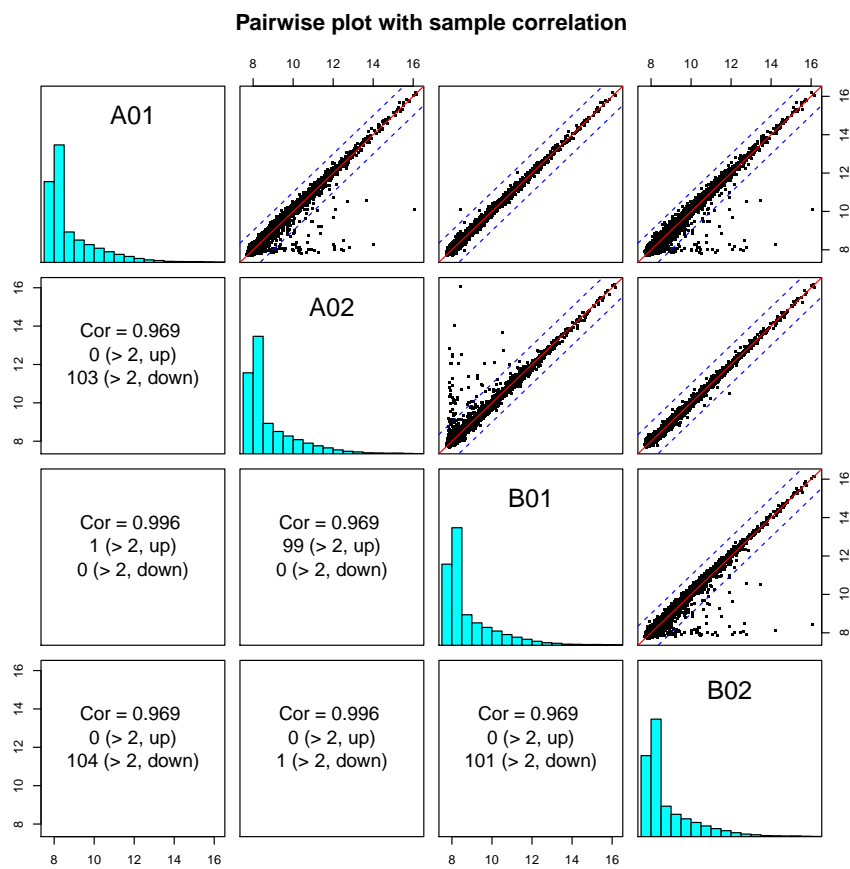 Pairwise plot with sample correlation
8 10 12 14 16
8 10 12 14 16
A01
8 10 12 14 16
8 10 12 14 16
Cor = 0.969
0 (> 2, up)
103 (> 2, down)
A02
Cor = 0.996
1 (> 2, up)
0 (> 2, down)
Cor = 0.969
99 (> 2, up)
0 (> 2, down)
B01
8 10 12 14 16
8 10 12 14 16
Cor = 0.969
0 (> 2, up)
104 (> 2, down)
Cor = 0.996
0 (> 2, up)
1 (> 2, down)
Cor = 0.969
0 (> 2, up)
101 (> 2, down)
B02
8 10 12 14 16
8 10 12 14 16